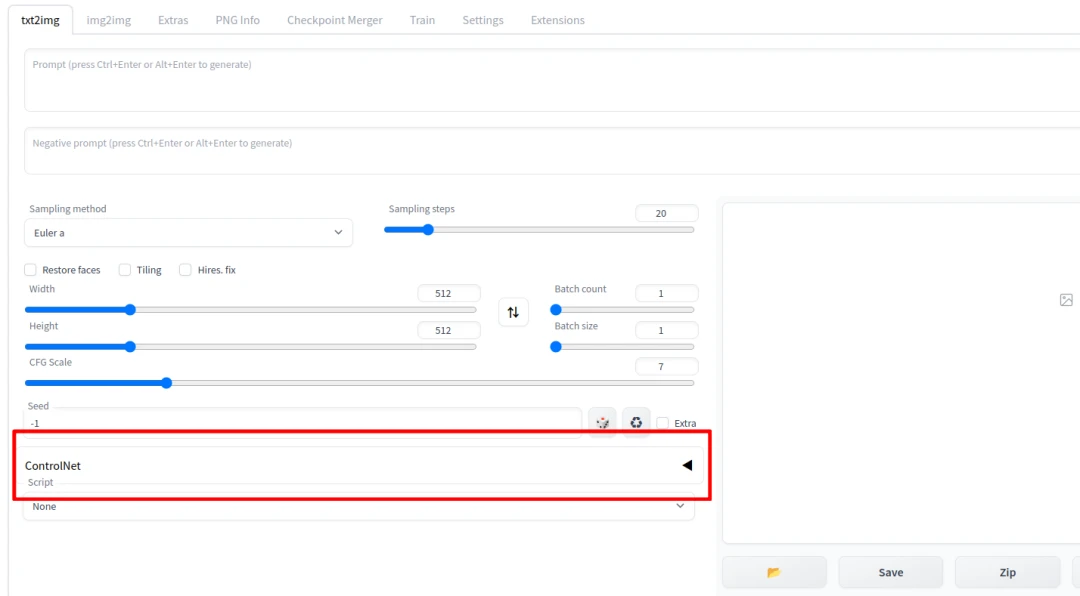 txt2img img2img Extras PNG Info Checkpoint Merger Train Settings Extensions
Prompt (press Ctrl+Enter or Alt+Enter to generate)
Negative prompt (press Ctrl+Enter or Alt+Enter to generate)
Sampling method
Euler a
Sampling steps
20
Restore faces Tiling Hires. fix
Width
512
Height
512
Batch count
1
Batch size
1
CFG Scale
7
Seed
-1
Extra
ControlNet
Script
None
Save
Zip